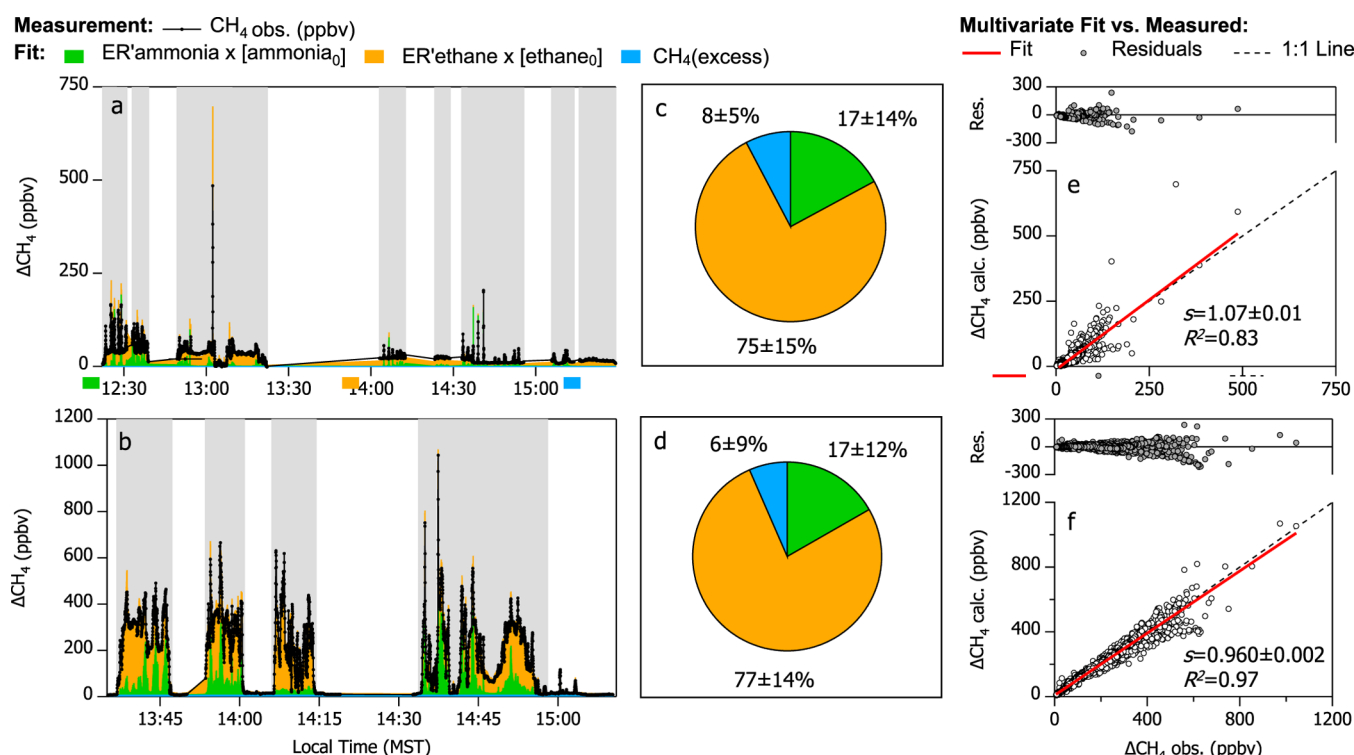 Measurement: CH4 obs. (ppbv)
Fit: ER'ammonia x [ammonia0] ER'ethane x [ethane0] CH4(excess)
Multivariate Fit vs. Measured:
Fit Residuals 1:1 Line
a
ΔCH4 (ppbv)
750
500
250
0
12:30 13:00 13:30 14:00 14:30 15:00
c
8±5% 17±14%
75±15%
Res.
300
0
-300
e
ΔCH4 calc. (ppbv)
750
500
250
0
s=1.07±0.01
R2=0.83
0 250 500 750
b
ΔCH4 (ppbv)
1200
1000
800
600
400
200
0
13:45 14:00 14:15 14:30 14:45 15:00
Local Time (MST)
d
6±9% 17±12%
77±14%
Res.
300
0
-300
f
ΔCH4 calc. (ppbv)
1200
800
400
0
s=0.960±0.002
R2=0.97
0 400 800 1200
ΔCH4 obs. (ppbv)